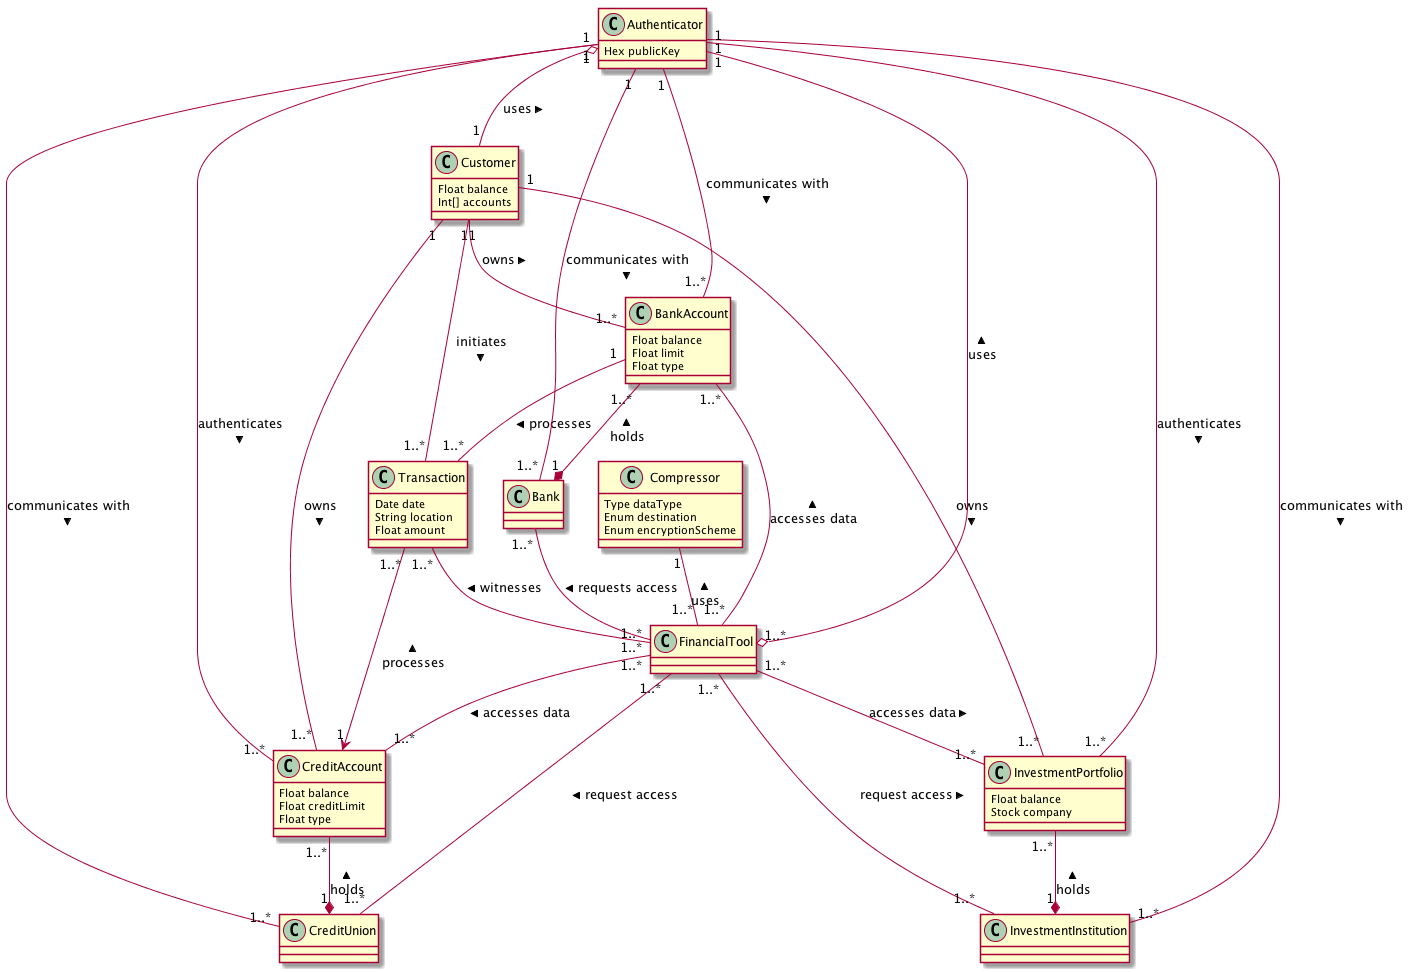 C Authenticator
Hex publicKey
1
1
1
1
1
1
1
1
uses ►
1
C Customer
Float balance
Int[] accounts
1
1
1
1
communicates with
▼
owns ►
communicates with
▼
1..*
C BankAccount
Float balance
Float limit
Float type
1..*
1
1..*
1..*
initiates
▼
▲
uses
◄ processes
▲
holds
authenticates
▼
authenticates
▼
1..*
1..*
1..*
1
C Transaction
Date date
String location
Float amount
C Bank
C Compressor
Type dataType
Enum destination
Enum encryptionScheme
communicates with
▼
owns
▼
▲
accesses data
owns
▼
communicates with
▼
1..*
1..*
1..*
1
◄ witnesses
◄ requests access
▲
uses
1..*
1..*
1..*
1..*
1..*
1..*
1..*
C FinancialTool
1..*
1..*
1..*
▲
processes
◄ accesses data
accesses data ►
1..*
1..*
1
1..*
1..*
1..*
1..*
C CreditAccount
Float balance
Float creditLimit
Float type
C InvestmentPortfolio
Float balance
Stock company
◄ request access
request access ►
1..*
1..*
▲
holds
▲
holds
1
1..*
1..*
1
1..*
1..*
C CreditUnion
C InvestmentInstitution